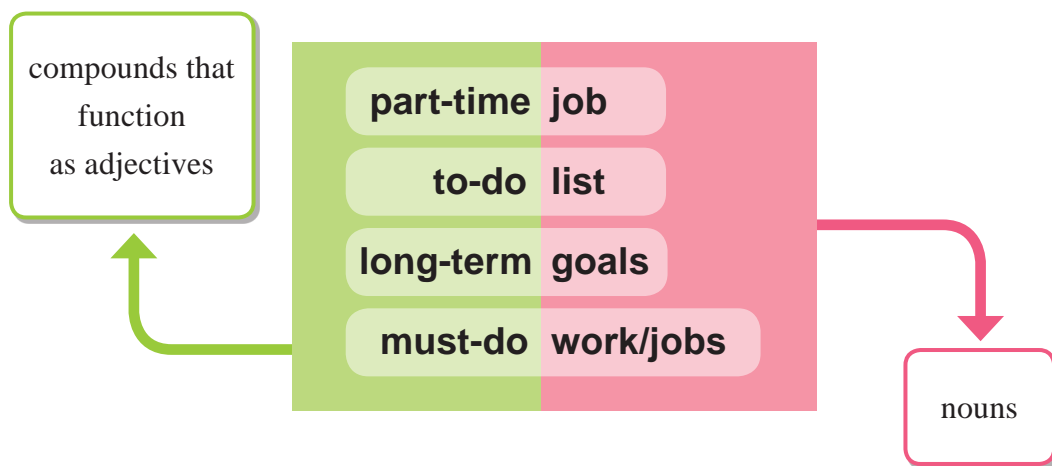 compounds that
function
as adjectives
part-time job
to-do list
long-term goals
must-do work/jobs
nouns